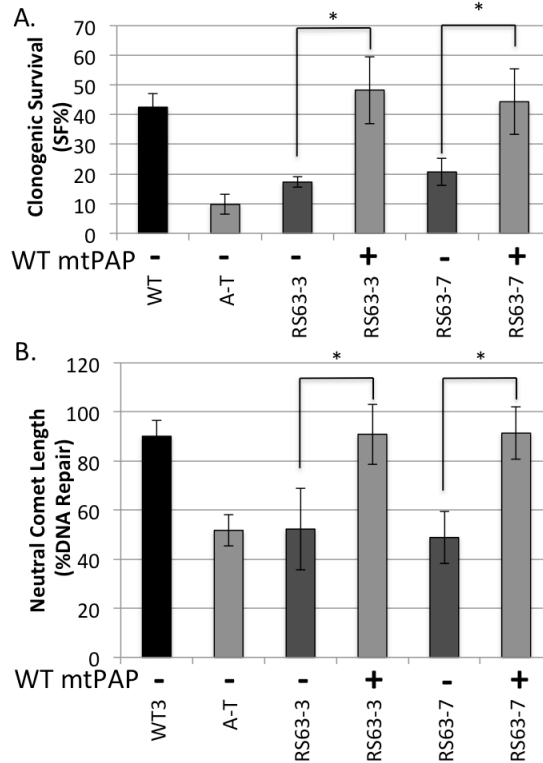 A.
*
*
Clonogenic Survival
(SF%)
70
60
50
40
30
20
10
0
WT mtPAP
- - - + - +
WT
A-T
RS63-3
RS63-3
RS63-7
RS63-7
B.
*
*
Neutral Comet Length
(%DNA Repair)
120
100
80
60
40
20
0
WT mtPAP
- - - + - +
WT3
A-T
RS63-3
RS63-3
RS63-7
RS63-7